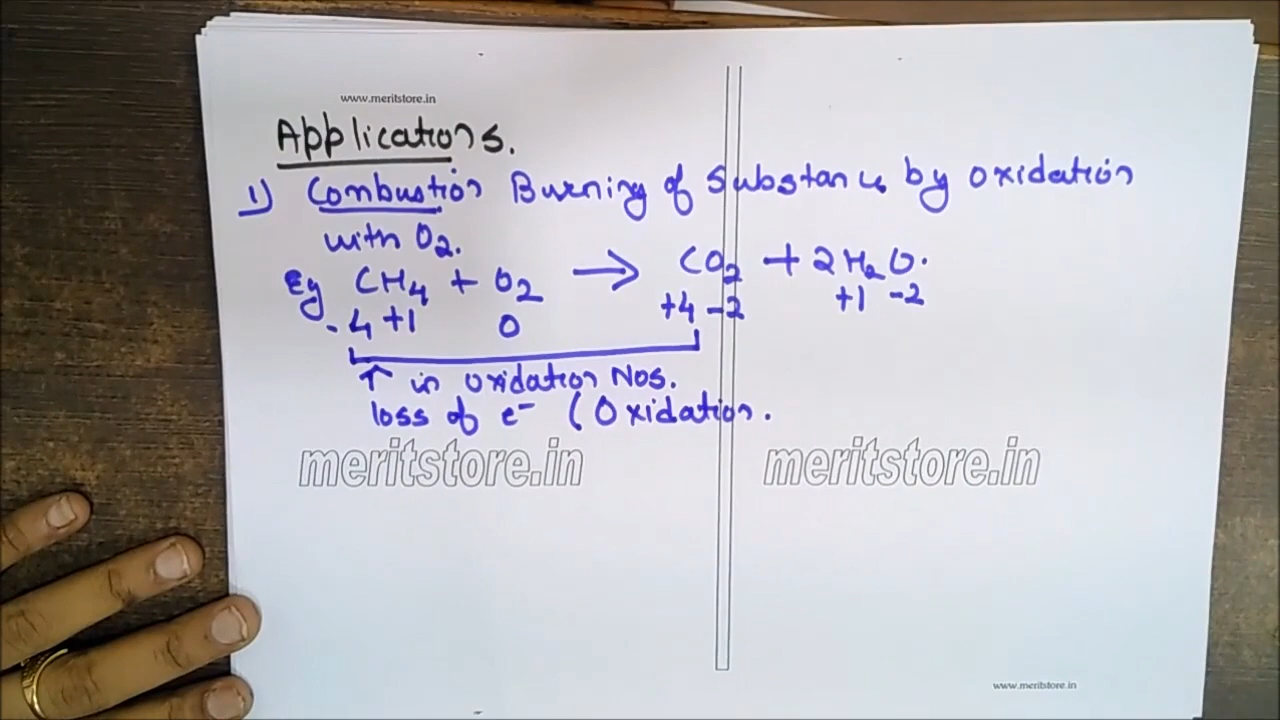 www.meritstore.in
Applications.
1) Combustion Burning of Substance by oxidation
with O2.
Eg CH4 + O2 → CO2 + 2H2O.
-4 +1 0 +4 -2 +1 -2
↑ in oxidation Nos.
loss of e- (Oxidation.
meritstore.in meritstore.in
www.meritstore.in